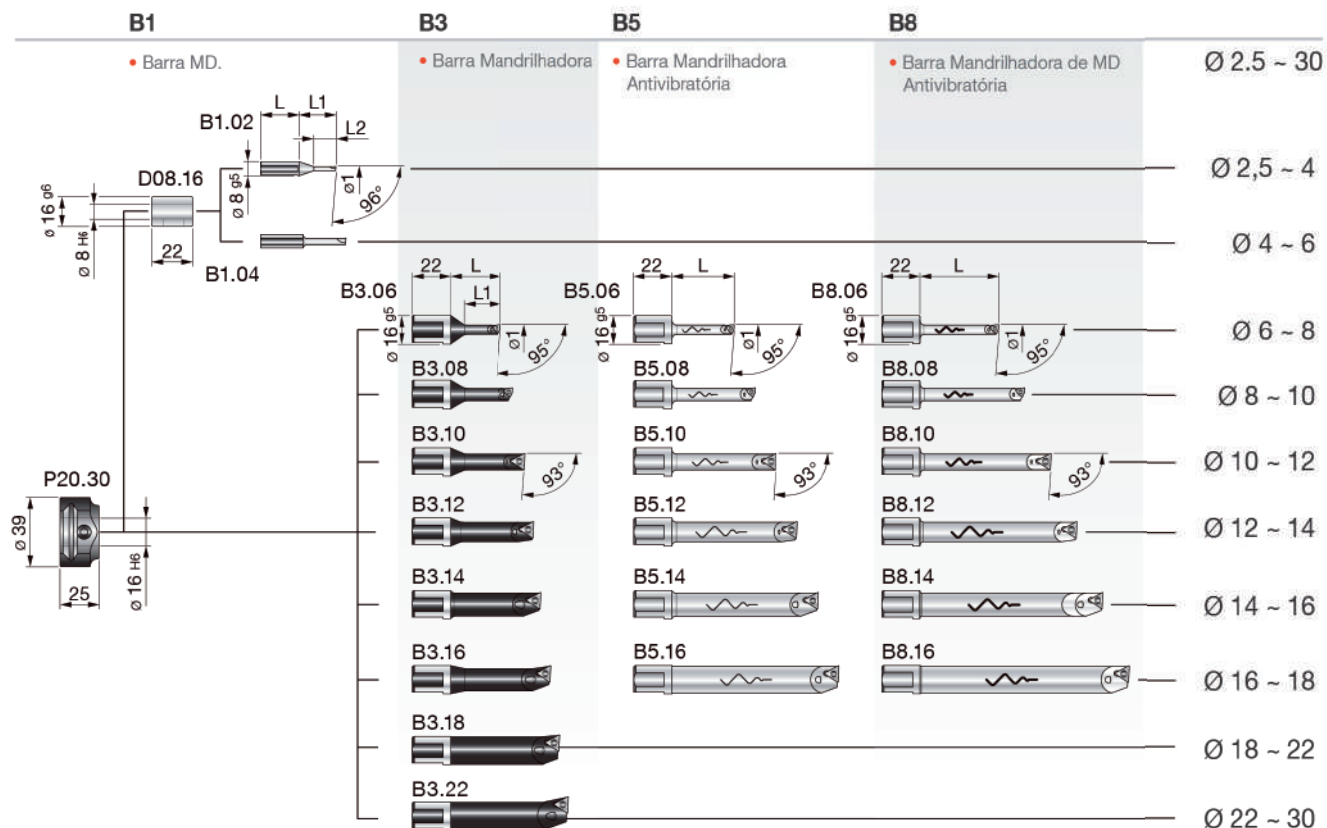 B1
B3
B5
B8
• Barra MD.
• Barra Mandrilhadora
• Barra Mandrilhadora
Antivibratória
• Barra Mandrilhadora de MD
Antivibratória
Ø 2.5 ~ 30
L
L1
L2
B1.02
D08.16
ø 8 g5
ø1
96°
Ø 2,5 ~ 4
ø 16 g6
ø 8 H6
22
B1.04
Ø 4 ~ 6
22
L
L1
B3.06
ø 16 g5
ø1
95°
22
L
B5.06
ø 16 g5
ø1
95°
22
L
B8.06
ø 16 g5
ø1
95°
Ø 6 ~ 8
B3.08
B5.08
B8.08
Ø 8 ~ 10
B3.10
93°
B5.10
93°
B8.10
93°
Ø 10 ~ 12
P20.30
ø 39
25
ø 16 H6
B3.12
B5.12
B8.12
Ø 12 ~ 14
B3.14
B5.14
B8.14
Ø 14 ~ 16
B3.16
B5.16
B8.16
Ø 16 ~ 18
B3.18
Ø 18 ~ 22
B3.22
Ø 22 ~ 30